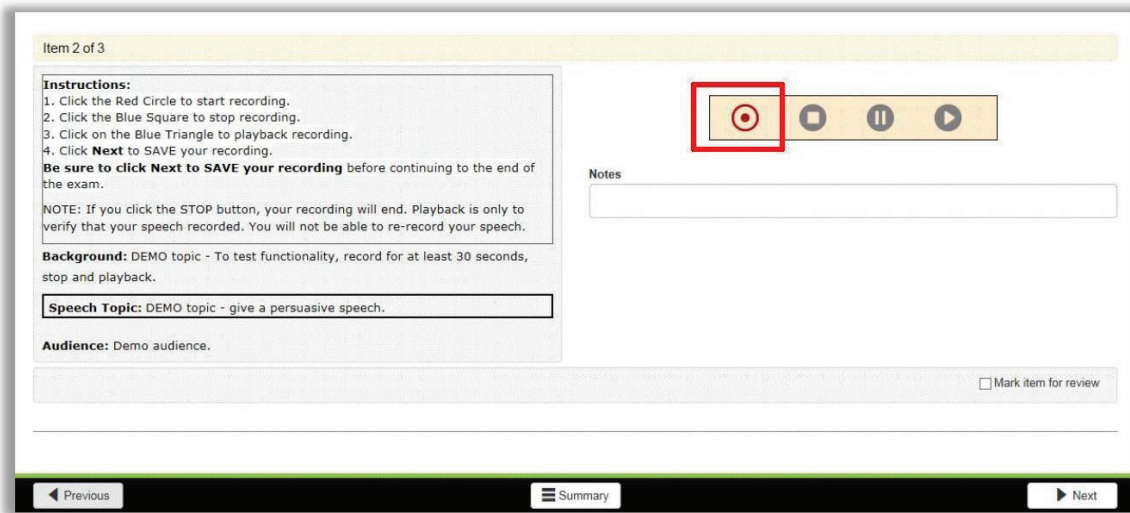 Item 2 of 3
Instructions:
1. Click the Red Circle to start recording.
2. Click the Blue Square to stop recording.
3. Click on the Blue Triangle to playback recording.
4. Click Next to SAVE your recording.
Be sure to click Next to SAVE your recording before continuing to the end of
the exam.
NOTE: If you click the STOP button, your recording will end. Playback is only to
verify that your speech recorded. You will not be able to re-record your speech.
Background: DEMO topic - To test functionality, record for at least 30 seconds,
stop and playback.
Speech Topic: DEMO topic - give a persuasive speech.
Audience: Demo audience.
Notes
Mark item for review
Previous
Summary
Next